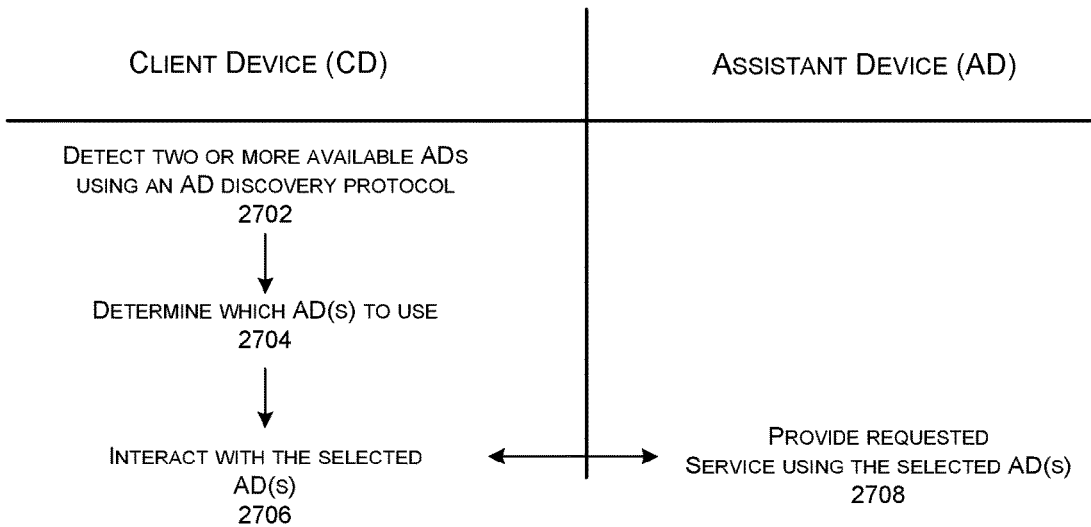 CLIENT DEVICE (CD)
ASSISTANT DEVICE (AD)
DETECT TWO OR MORE AVAILABLE ADS
USING AN AD DISCOVERY PROTOCOL
2702
DETERMINE WHICH AD(S) TO USE
2704
INTERACT WITH THE SELECTED
AD(S)
2706
PROVIDE REQUESTED
SERVICE USING THE SELECTED AD(S)
2708